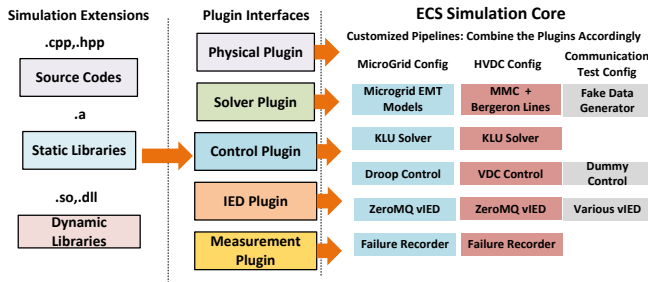 Simulation Extensions
.cpp,.hpp
Source Codes
.a
Static Libraries
.so,.dll
Dynamic
Libraries
Plugin Interfaces
Physical Plugin
Solver Plugin
Control Plugin
IED Plugin
Measurement
Plugin
ECS Simulation Core
Customized Pipelines: Combine the Plugins Accordingly
MicroGrid Config
HVDC Config
Communication
Test Config
Microgrid EMT
Models
MMC +
Bergeron Lines
Fake Data
Generator
KLU Solver
KLU Solver
Droop Control
VDC Control
Dummy
Control
ZeroMQ vIED
ZeroMQ vIED
Various vIED
Failure Recorder
Failure Recorder